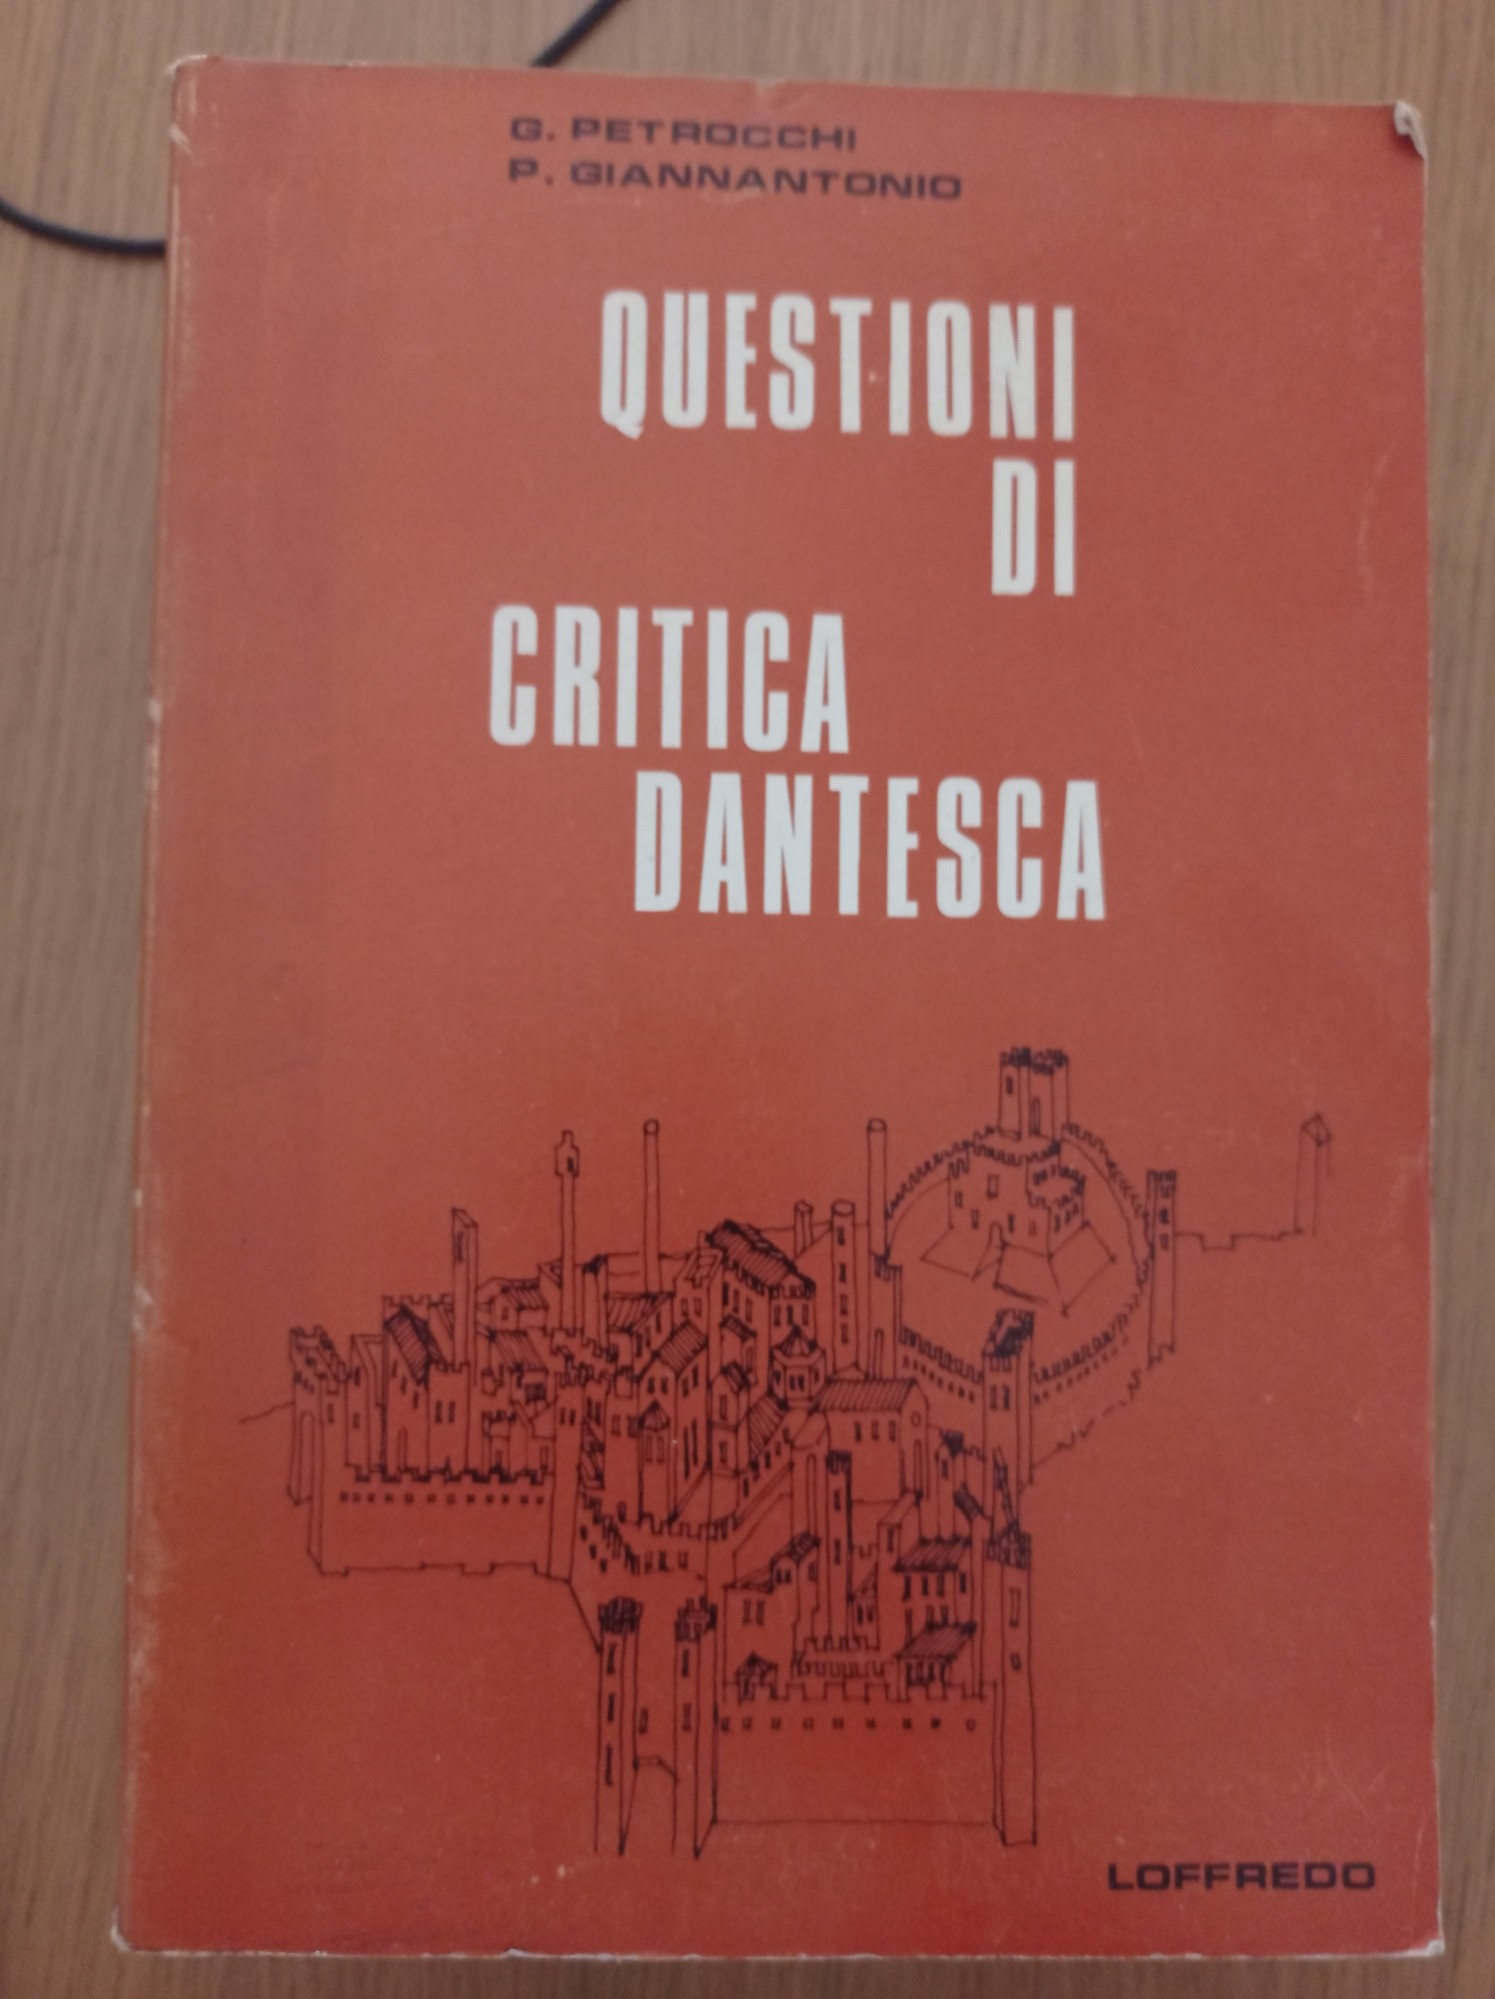 G. PETROCCHI
P. GIANNANTONIO
QUESTIONI
DI
CRITICA
DANTESCA
LOFFREDO